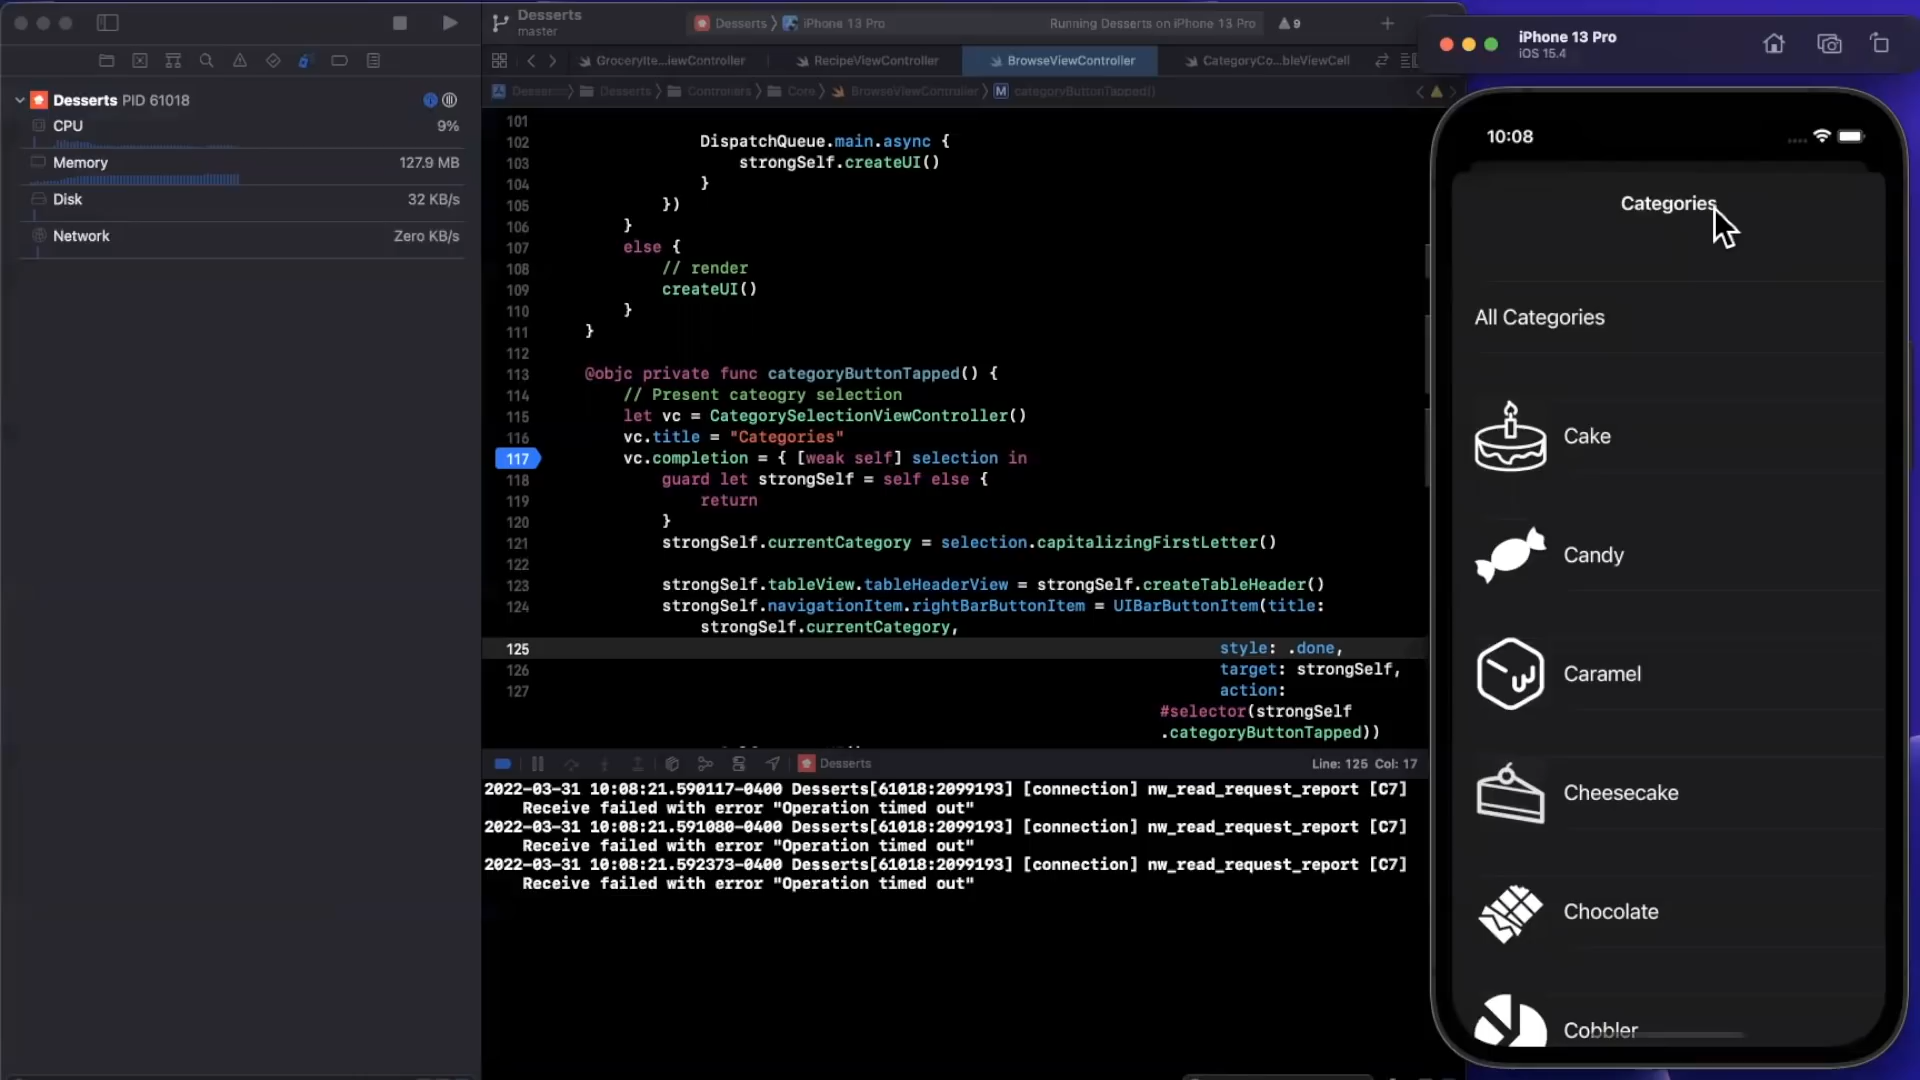 Desserts
master
Desserts
iPhone 13 Pro
Running Desserts on iPhone 13 Pro
9
iPhone 13 Pro
iOS 15.4
GroceryIte...iewController
RecipeViewController
BrowseViewController
CategoryCo...bleViewCell
Desserts
Controllers
Core
BrowseViewController
M categoryButtonTapped()
Desserts PID 61018
CPU 9%
Memory 127.9 MB
Disk 32 KB/s
Network Zero KB/s
101
102 DispatchQueue.main.async {
103 strongSelf.createUI()
104 }
105 })
106 }
107 else {
108 // render
109 createUI()
110 }
111 }
112
113 @objc private func categoryButtonTapped() {
114 // Present cateogry selection
115 let vc = CategorySelectionViewController()
116 vc.title = "Categories"
117 vc.completion = { [weak self] selection in
118 guard let strongSelf = self else {
119 return
120 }
121 strongSelf.currentCategory = selection.capitalizingFirstLetter()
122
123 strongSelf.tableView.tableHeaderView = strongSelf.createTableHeader()
124 strongSelf.navigationItem.rightBarButtonItem = UIBarButtonItem(title:
strongSelf.currentCategory,
125 style: .done,
126 target: strongSelf,
127 action:
#selector(strongSelf
.categoryButtonTapped))
Desserts
Line: 125 Col: 17
2022-03-31 10:08:21.590117-0400 Desserts[61018:2099193] [connection] nw_read_request_report [C7]
Receive failed with error "Operation timed out"
2022-03-31 10:08:21.591080-0400 Desserts[61018:2099193] [connection] nw_read_request_report [C7]
Receive failed with error "Operation timed out"
2022-03-31 10:08:21.592373-0400 Desserts[61018:2099193] [connection] nw_read_request_report [C7]
Receive failed with error "Operation timed out"
10:08
Categories
All Categories
Cake
Candy
Caramel
Cheesecake
Chocolate
Cobbler